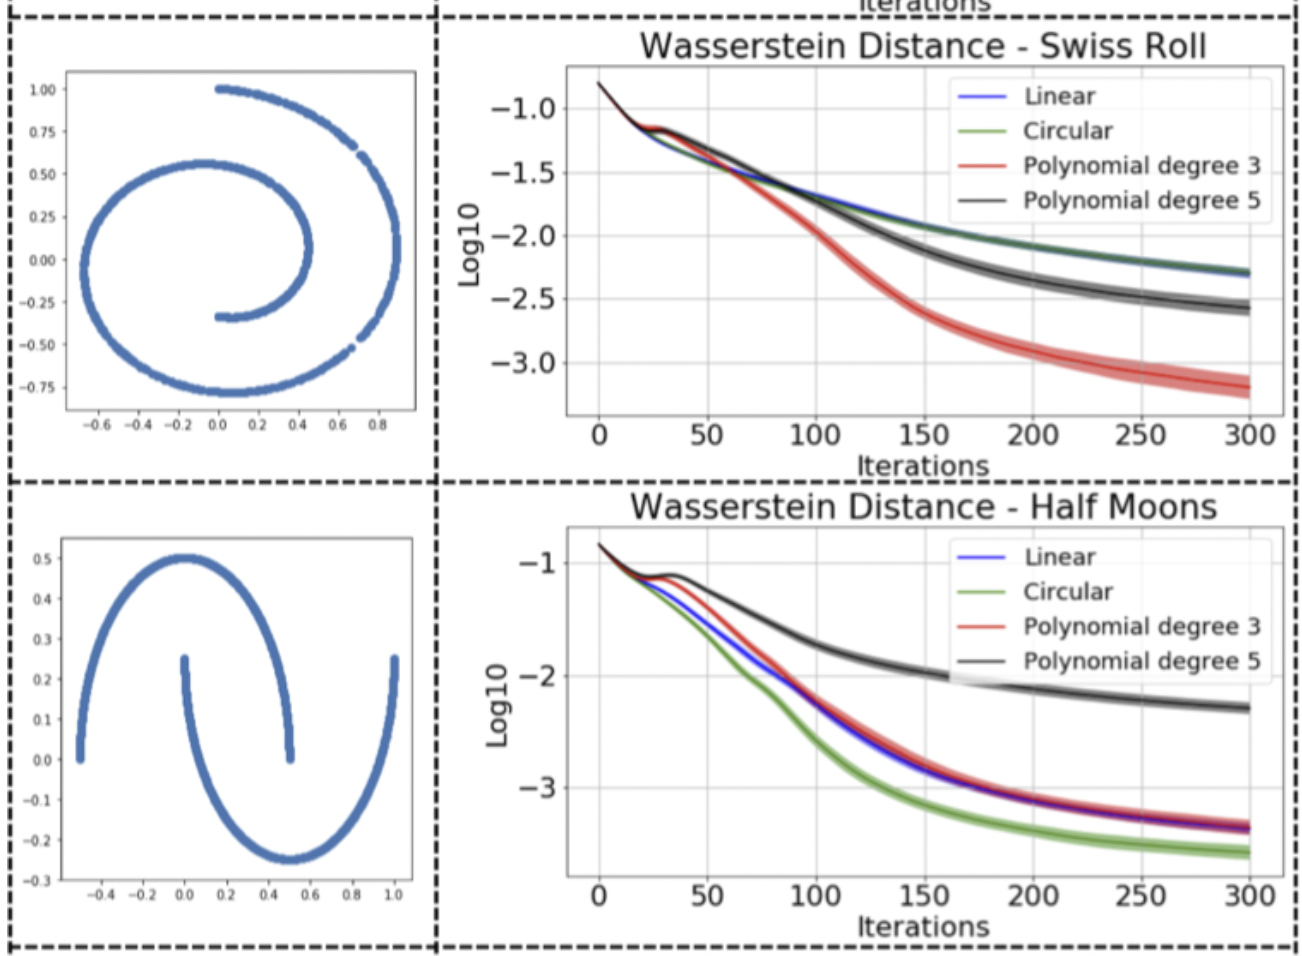 Iterations
Wasserstein Distance - Swiss Roll
1.00
0.75
0.50
0.25
0.00
−0.25
−0.50
−0.75
−0.6 −0.4 −0.2 0.0 0.2 0.4 0.6 0.8
Log10
−1.0
−1.5
−2.0
−2.5
−3.0
Linear
Circular
Polynomial degree 3
Polynomial degree 5
0 50 100 150 200 250 300
Iterations
Wasserstein Distance - Half Moons
0.5
0.4
0.3
0.2
0.1
0.0
−0.1
−0.2
−0.3
−0.4 −0.2 0.0 0.2 0.4 0.6 0.8 1.0
Log10
−1
−2
−3
Linear
Circular
Polynomial degree 3
Polynomial degree 5
0 50 100 150 200 250 300
Iterations